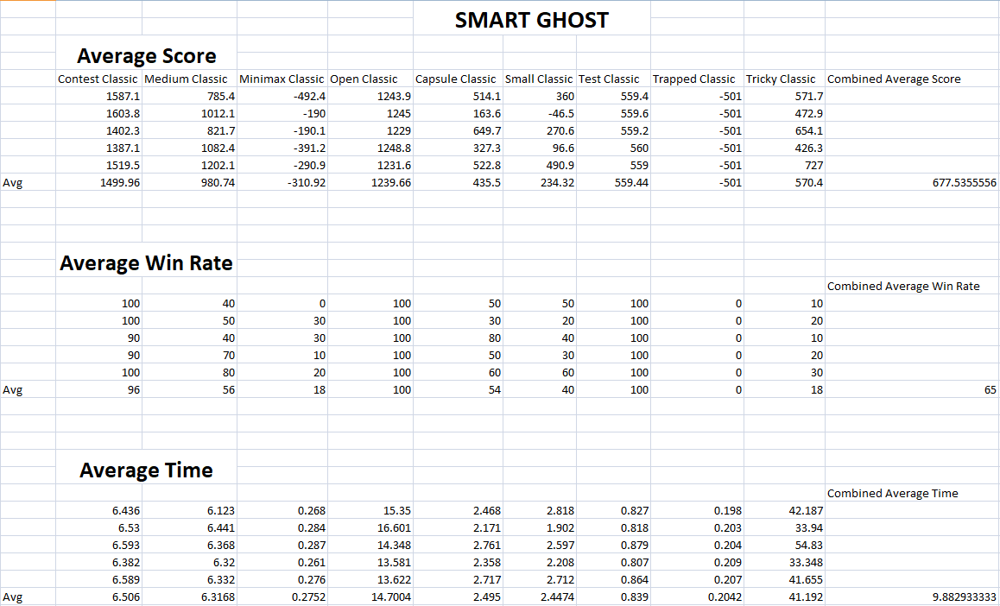 SMART GHOST
Average Score
Contest Classic Medium Classic Minimax Classic Open Classic Capsule Classic Small Classic Test Classic Trapped Classic Tricky Classic Combined Average Score
1587.1 785.4 -492.4 1243.9 514.1 360 559.4 -501 571.7
1603.8 1012.1 -190 1245 163.6 -46.5 559.6 -501 472.9
1402.3 821.7 -190.1 1229 649.7 270.6 559.2 -501 654.1
1387.1 1082.4 -391.2 1248.8 327.3 96.6 560 -501 426.3
1519.5 1202.1 -290.9 1231.6 522.8 490.9 559 -501 727
Avg 1499.96 980.74 -310.92 1239.66 435.5 234.32 559.44 -501 570.4 677.5355556
Average Win Rate
Combined Average Win Rate
100 40 0 100 50 50 100 0 10
100 50 30 100 30 20 100 0 20
90 40 30 100 80 40 100 0 10
90 70 10 100 50 30 100 0 20
100 80 20 100 60 60 100 0 30
Avg 96 56 18 100 54 40 100 0 18 65
Average Time
Combined Average Time
6.436 6.123 0.268 15.35 2.468 2.818 0.827 0.198 42.187
6.53 6.441 0.284 16.601 2.171 1.902 0.818 0.203 33.94
6.593 6.368 0.287 14.348 2.761 2.597 0.879 0.204 54.83
6.382 6.32 0.261 13.581 2.358 2.208 0.807 0.209 33.348
6.589 6.332 0.276 13.622 2.717 2.712 0.864 0.207 41.655
Avg 6.506 6.3168 0.2752 14.7004 2.495 2.4474 0.839 0.2042 41.192 9.882933333